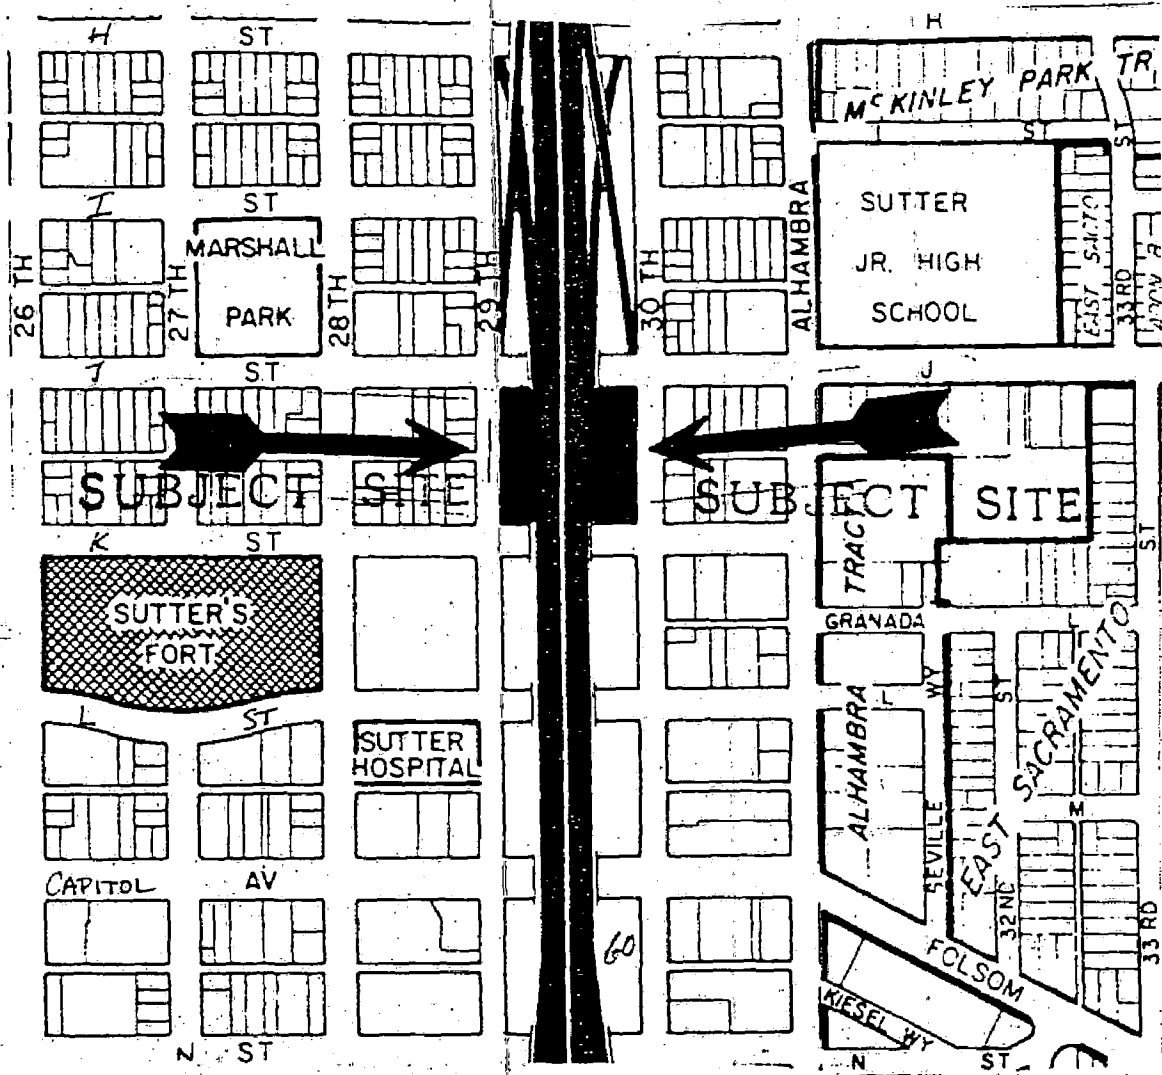 H ST
H
McKINLEY PARK TR
ST
ST
I ST
MARSHALL
PARK
SUTTER
JR. HIGH
SCHOOL
26 TH
27 TH
28 TH
29 TH
30 TH
ALHAMBRA
EAST SACTO
33 RD
J ST
J
SUBJECT SITE
SUBJECT SITE
K ST
SUTTER'S
FORT
TRACT
ST
GRANADA
L
L ST
L
WY
ST
SUTTER
HOSPITAL
ALHAMBRA
SEVILLE
EAST SACRAMENTO
M
CAPITOL AV
32ND
33 RD
60
FOLSOM
KIESEL WY
N ST
N ST